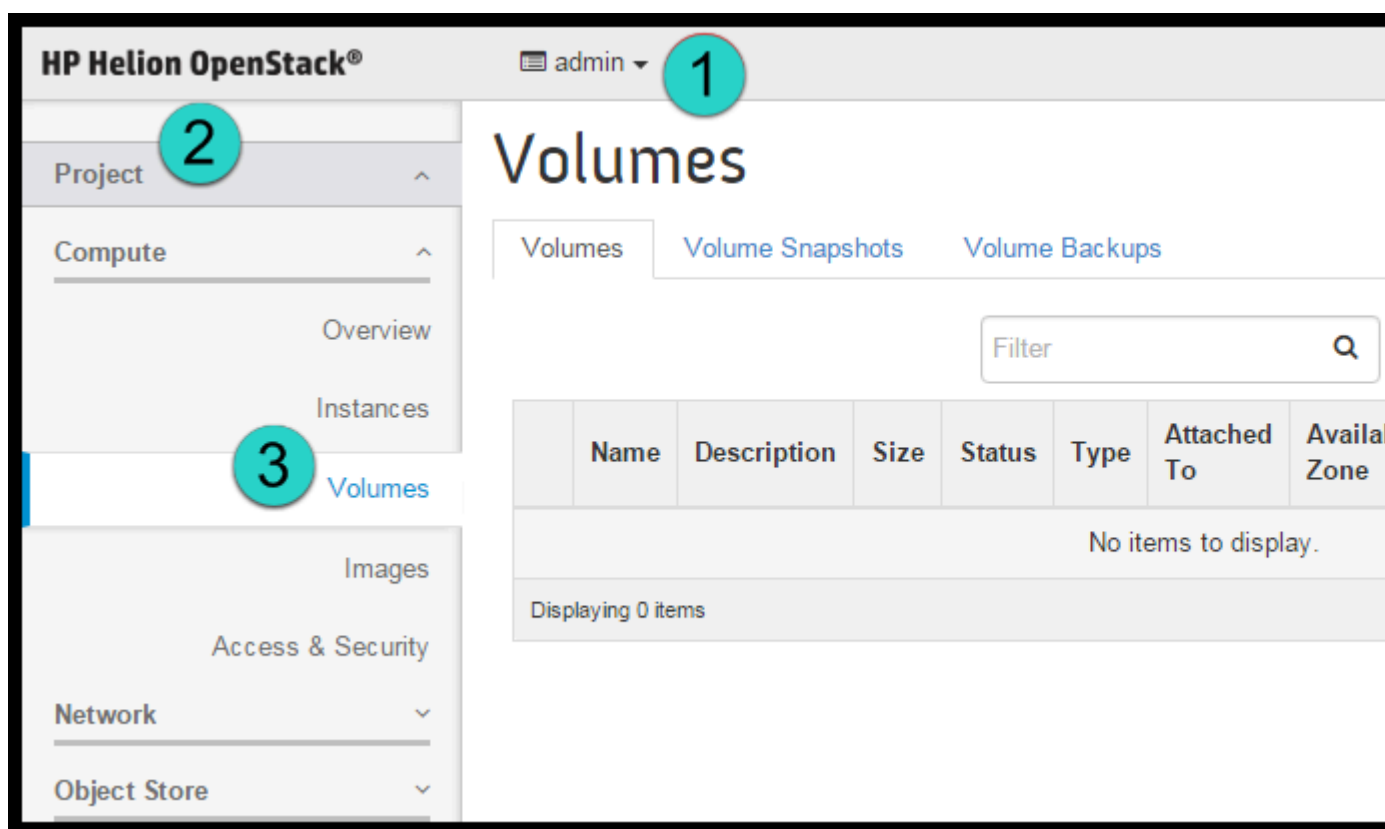 HP Helion OpenStack®
admin
1
2
Project
Compute
Overview
Instances
3
Volumes
Images
Access & Security
Network
Object Store
Volumes
Volumes Volume Snapshots Volume Backups
Filter
Name Description Size Status Type Attached To Zone
No items to display.
Displaying 0 items